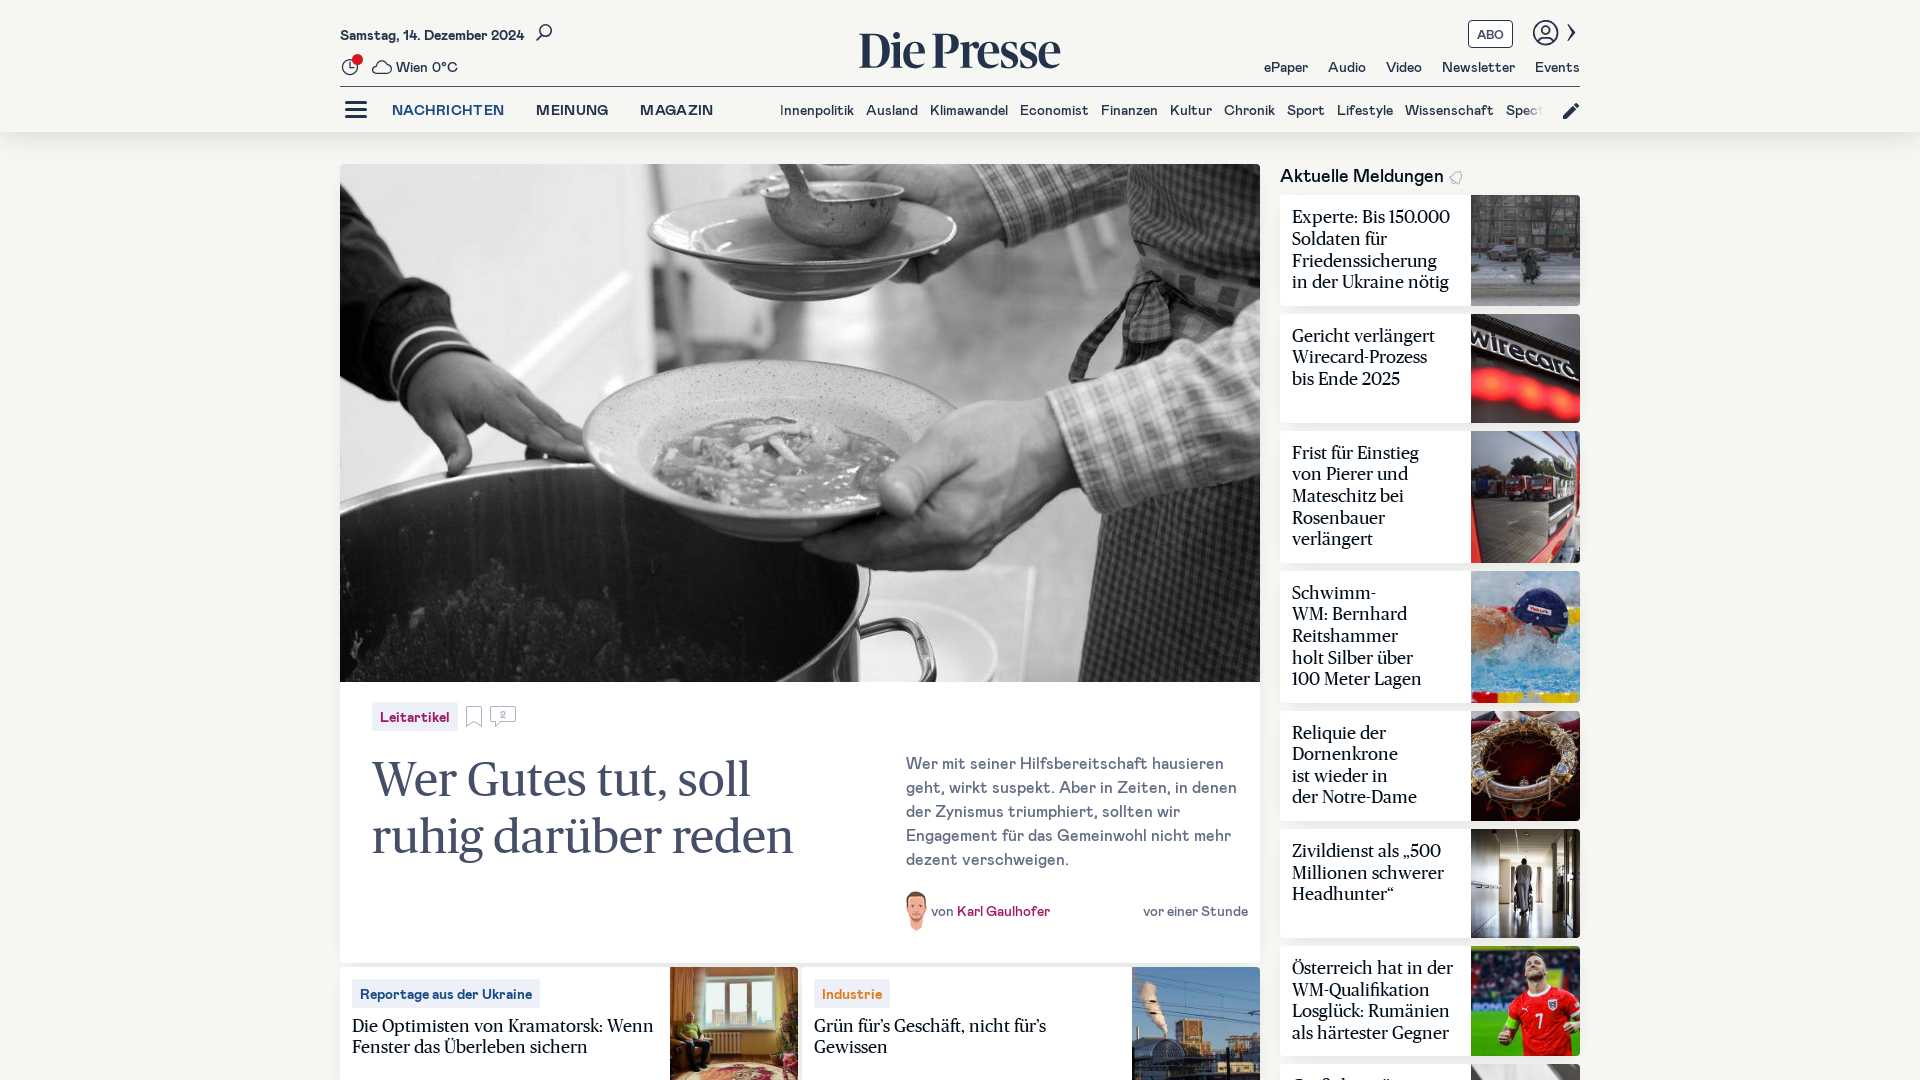 Samstag, 14. Dezember 2024
Wien 0°C
Die Presse
ABO
ePaper Audio Video Newsletter Events
NACHRICHTEN MEINUNG MAGAZIN
Innenpolitik Ausland Klimawandel Economist Finanzen Kultur Chronik Sport Lifestyle Wissenschaft
Leitartikel
Wer Gutes tut, soll
ruhig darüber reden
Wer mit seiner Hilfsbereitschaft hausieren
geht, wirkt suspekt. Aber in Zeiten, in denen
der Zynismus triumphiert, sollten wir
Engagement für das Gemeinwohl nicht mehr
dezent verschweigen.
von Karl Gaulhofer
vor einer Stunde
Reportage aus der Ukraine
Die Optimisten von Kramatorsk: Wenn
Fenster das Überleben sichern
Industrie
Grün für’s Geschäft, nicht für’s
Gewissen
Aktuelle Meldungen
Experte: Bis 150.000
Soldaten für
Friedenssicherung
in der Ukraine nötig
Gericht verlängert
Wirecard-Prozess
bis Ende 2025
wirecard
Frist für Einstieg
von Pierer und
Mateschitz bei
Rosenbauer
verlängert
Schwimm-
WM: Bernhard
Reitshammer
holt Silber über
100 Meter Lagen
Reliquie der
Dornenkrone
ist wieder in
der Notre-Dame
Zivildienst als „500
Millionen schwerer
Headhunter“
Österreich hat in der
WM-Qualifikation
Losglück: Rumänien
als härtester Gegner
7